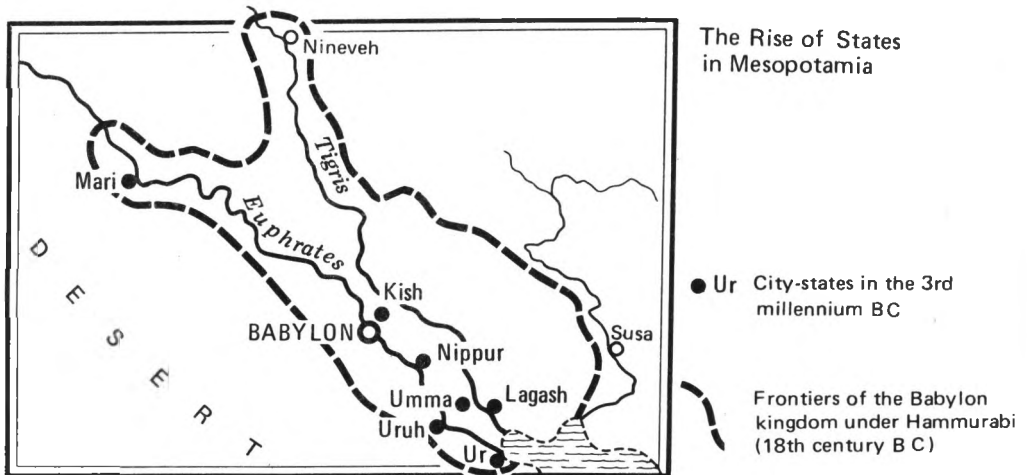 The Rise of States
in Mesopotamia
Nineveh
Tigris
Mari
Euphrates
DESERT
Kish
BABYLON
Nippur
Umma
Lagash
Uruh
Ur
Susa
Ur City-states in the 3rd
millennium BC
Frontiers of the Babylon
kingdom under Hammurabi
(18th century BC)